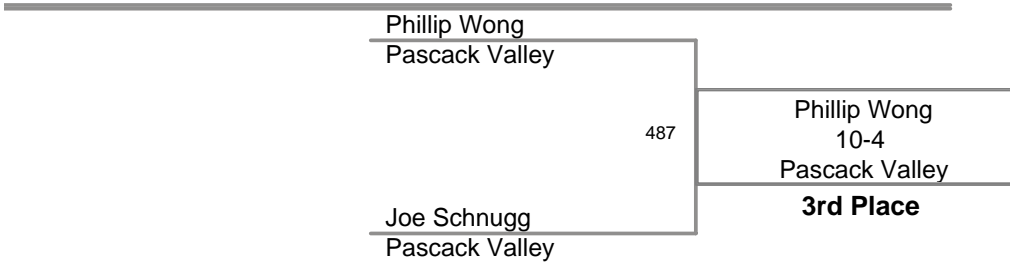 Phillip Wong
Pascack Valley
487
Phillip Wong
10-4
Pascack Valley
3rd Place
Joe Schnugg
Pascack Valley